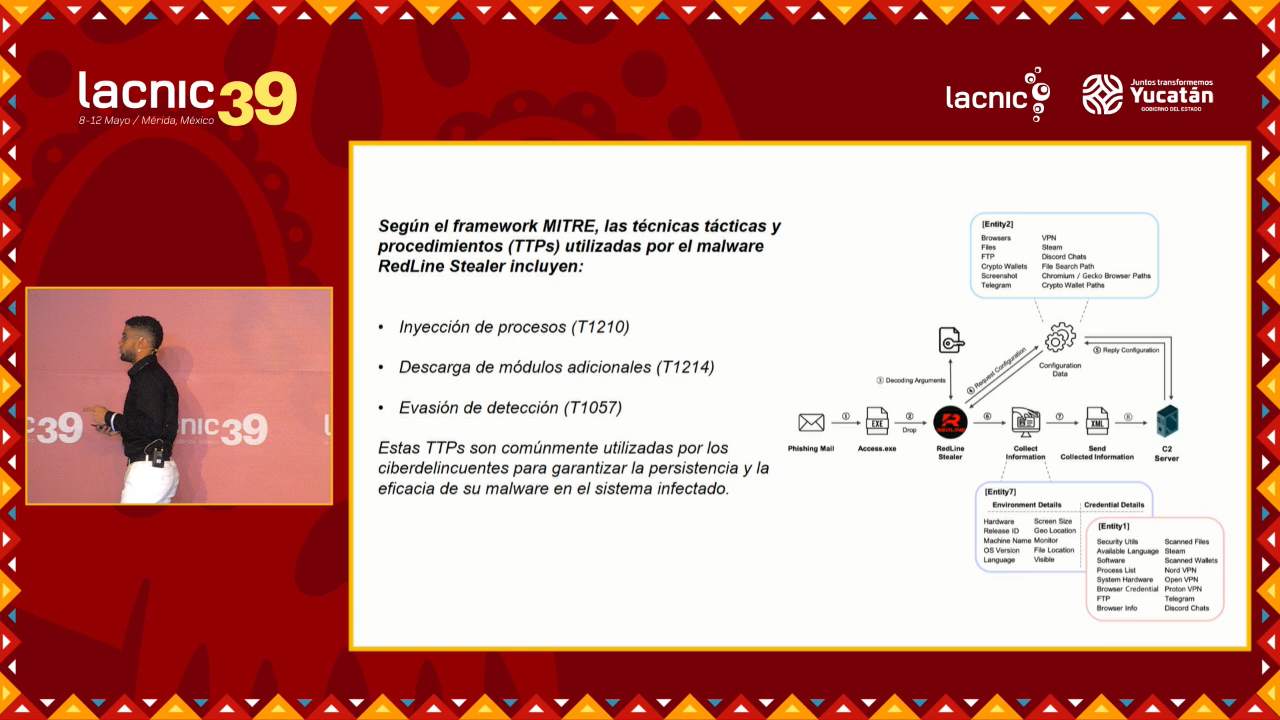 lacnic 39
8-12 Mayo / Mérida, México
lacnic
Juntos transformemos
Yucatán
GOBIERNO DEL ESTADO
Según el framework MITRE, las técnicas tácticas y
procedimientos (TTPs) utilizadas por el malware
RedLine Stealer incluyen:
• Inyección de procesos (T1210)
• Descarga de módulos adicionales (T1214)
• Evasión de detección (T1057)
Estas TTPs son comúnmente utilizadas por los
ciberdelincuentes para garantizar la persistencia y la
eficacia de su malware en el sistema infectado.
[Entity2]
Browsers VPN
Files Steam
FTP Discord Chats
Crypto Wallets File Search Path
Screenshot Chromium / Gecko Browser Paths
Telegram Crypto Wallet Paths
③ Decoding Arguments
④ Request Configuration
⑤ Reply Configuration
Configuration
Data
① ② ⑥ ⑦ ⑧
EXE
Drop
REDLINE
XML
Phishing Mail
Access.exe
RedLine
Stealer
Collect
Information
Send
Collected Information
C2
Server
[Entity7]
Environment Details Credential Details
Hardware Screen Size
Release ID Geo Location
Machine Name Monitor
OS Version File Location
Language Visible
[Entity1]
Security Utils Scanned Files
Available Language Steam
Software Scanned Wallets
Process List Nord VPN
System Hardware Open VPN
Browser Credential Proton VPN
FTP Telegram
Browser Info Discord Chats
c39
nic39
l